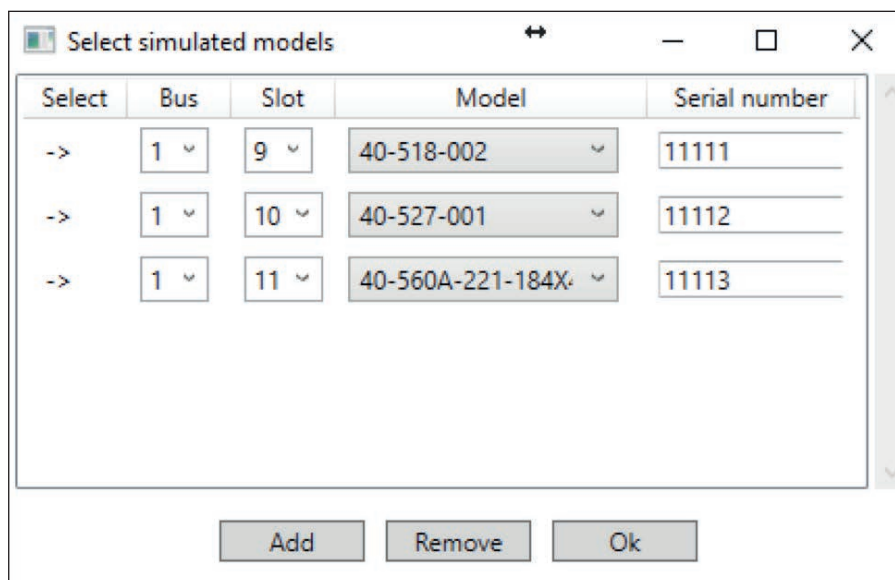 Select simulated models
Select Bus Slot Model Serial number
-> 1 9 40-518-002 11111
-> 1 10 40-527-001 11112
-> 1 11 40-560A-221-184X 11113
Add Remove Ok